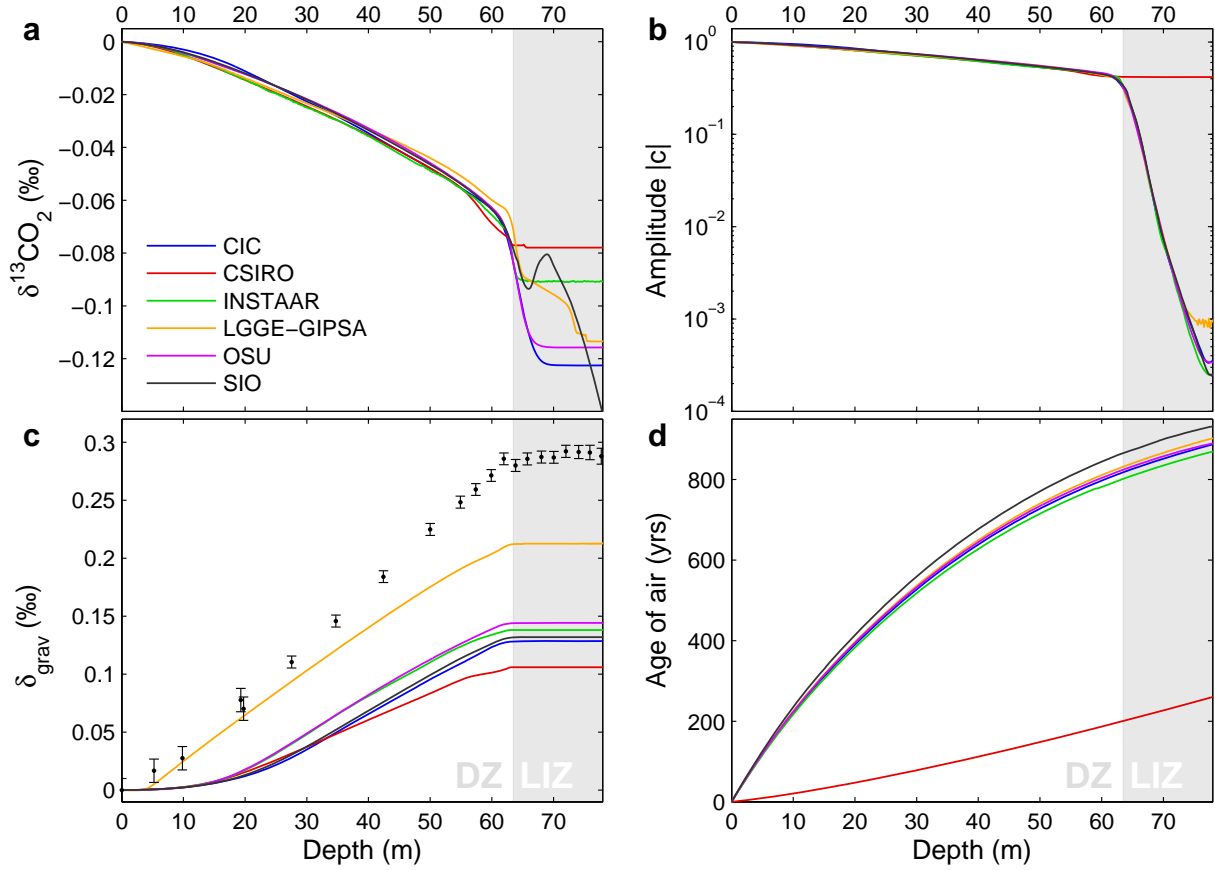 0 10 20 30 40 50 60 70
a
0
−0.02
−0.04
−0.06
−0.08
−0.1
−0.12
δ13CO2 (‰)
CIC
CSIRO
INSTAAR
LGGE−GIPSA
OSU
SIO
0 10 20 30 40 50 60 70
b
10^0
10^−1
10^−2
10^−3
10^−4
Amplitude |c|
c
0.3
0.25
0.2
0.15
0.1
0.05
0
δgrav (‰)
DZ LIZ
0 10 20 30 40 50 60 70
Depth (m)
d
800
600
400
200
0
Age of air (yrs)
DZ LIZ
0 10 20 30 40 50 60 70
Depth (m)